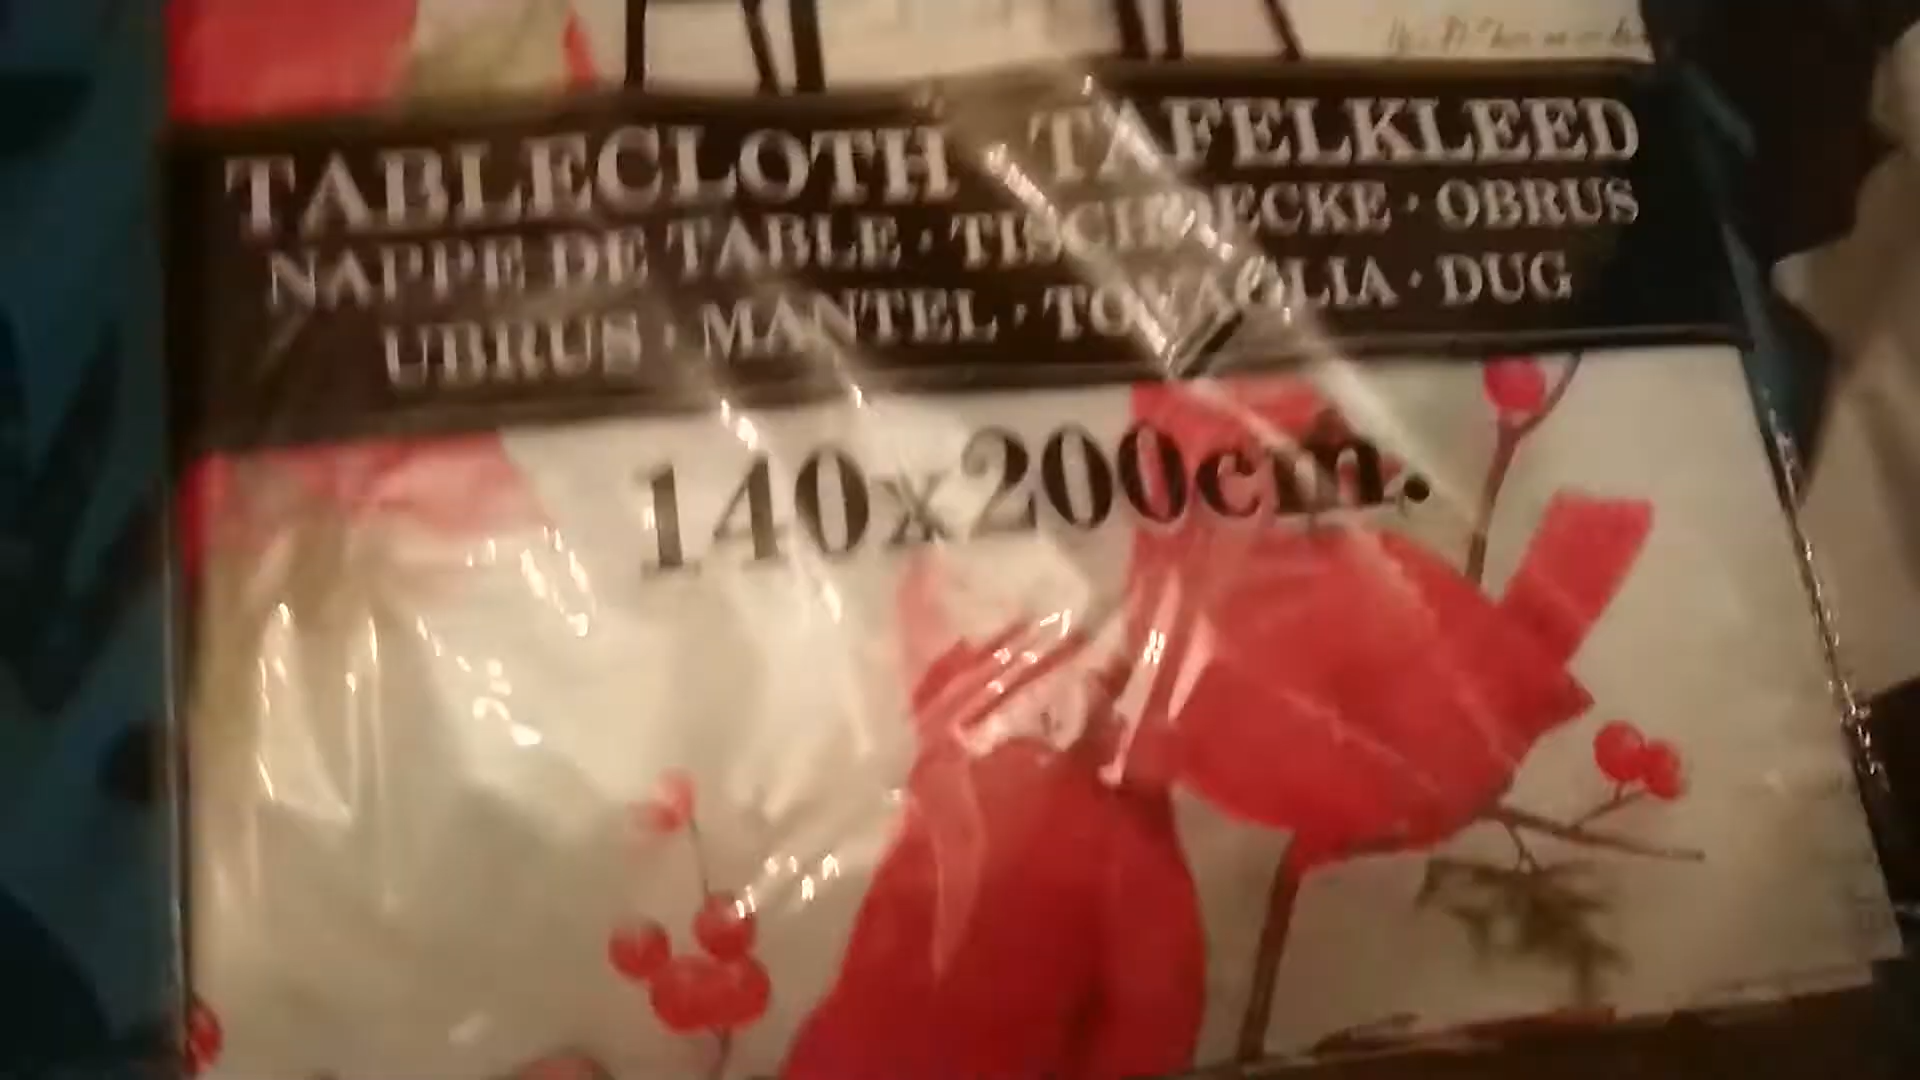 TABLECLOTH · TAFELKLEED
NAPPE DE TABLE · TISCHDECKE · OBRUS
UBRUS · MANTEL · TOVAGLIA · DUG
140x200cm.